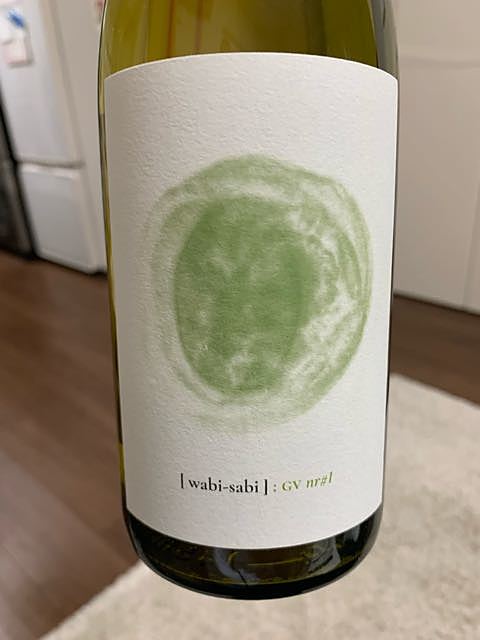 [ wabi-sabi ] : GV nr#1